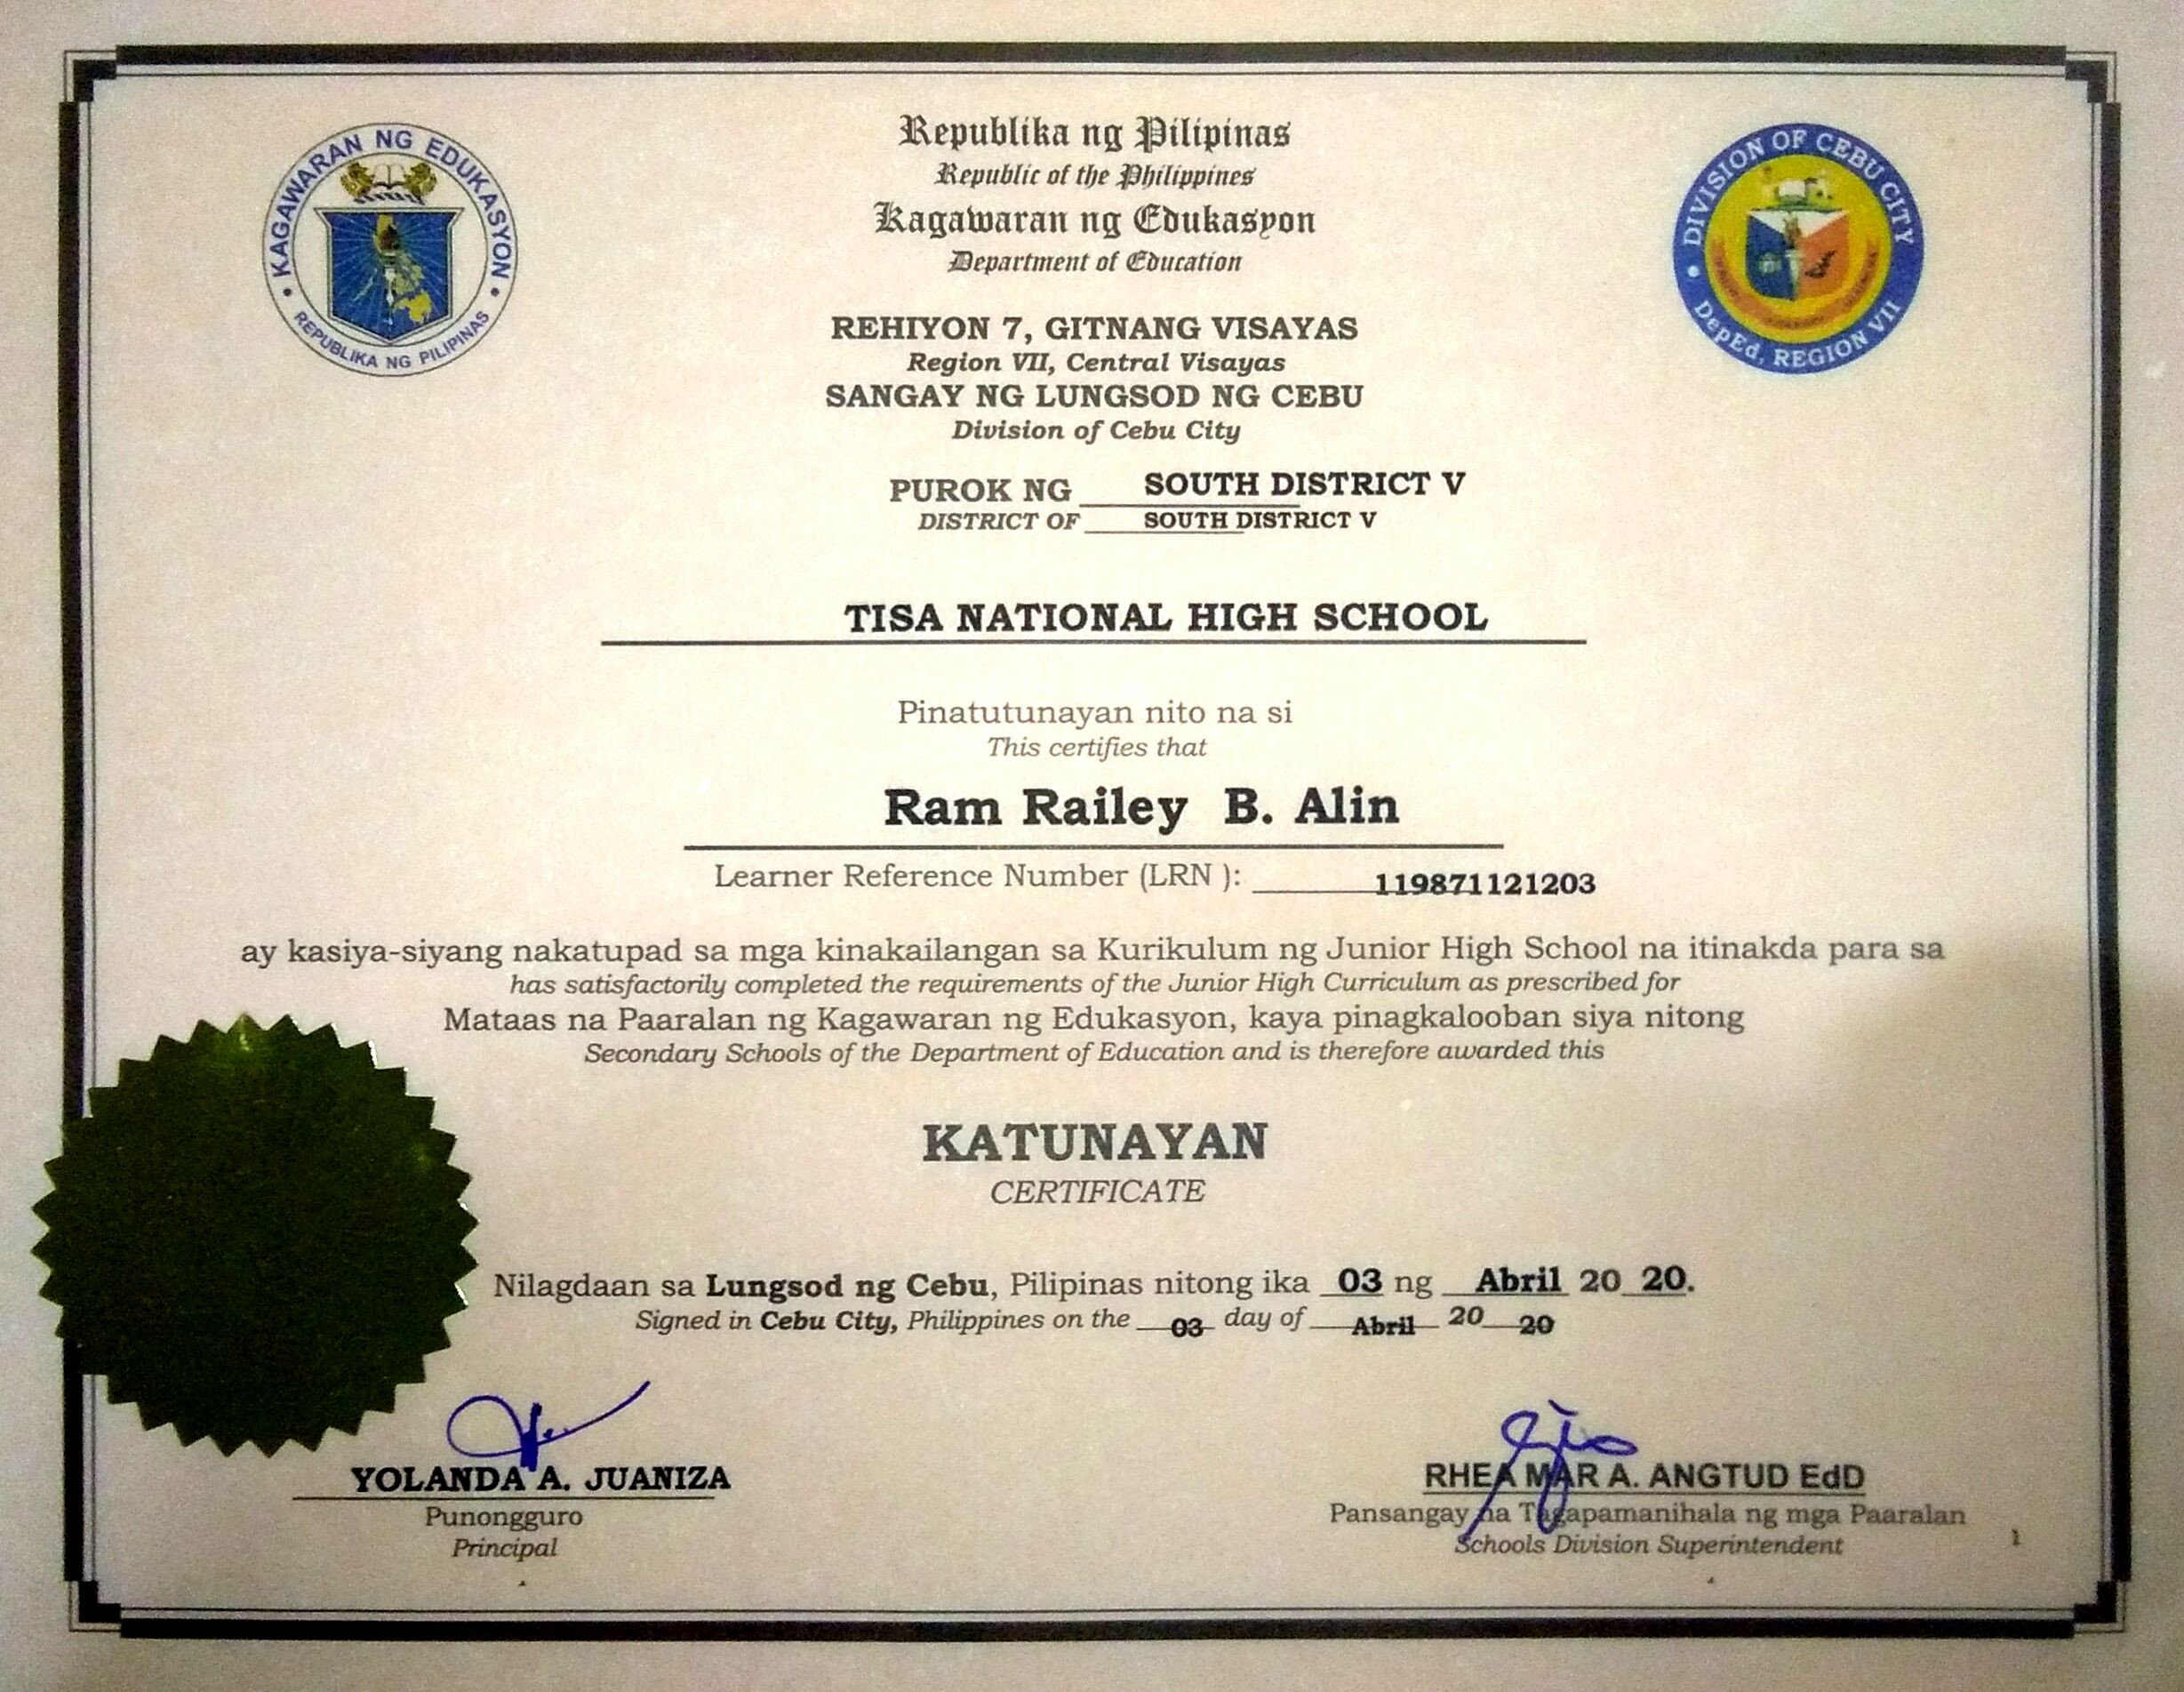 KAGAWARAN NG EDUKASYON
REPUBLIKA NG PILIPINAS
Republika ng Pilipinas
Republic of the Philippines
Kagawaran ng Edukasyon
Department of Education
DIVISION OF CEBU CITY
DepEd, REGION VII
REHIYON 7, GITNANG VISAYAS
Region VII, Central Visayas
SANGAY NG LUNGSOD NG CEBU
Division of Cebu City
PUROK NG SOUTH DISTRICT V
DISTRICT OF SOUTH DISTRICT V
TISA NATIONAL HIGH SCHOOL
Pinatutunayan nito na si
This certifies that
Ram Railey B. Alin
Learner Reference Number (LRN ): 119871121203
ay kasiya-siyang nakatupad sa mga kinakailangan sa Kurikulum ng Junior High School na itinakda para sa
has satisfactorily completed the requirements of the Junior High Curriculum as prescribed for
Mataas na Paaralan ng Kagawaran ng Edukasyon, kaya pinagkalooban siya nitong
Secondary Schools of the Department of Education and is therefore awarded this
KATUNAYAN
CERTIFICATE
Nilagdaan sa Lungsod ng Cebu, Pilipinas nitong ika 03 ng Abril 20 20.
Signed in Cebu City, Philippines on the 03 day of Abril 20 20
YOLANDA A. JUANIZA
Punongguro
Principal
RHEA MAR A. ANGTUD EdD
Pansangay na Tagapamanihala ng mga Paaralan
Schools Division Superintendent